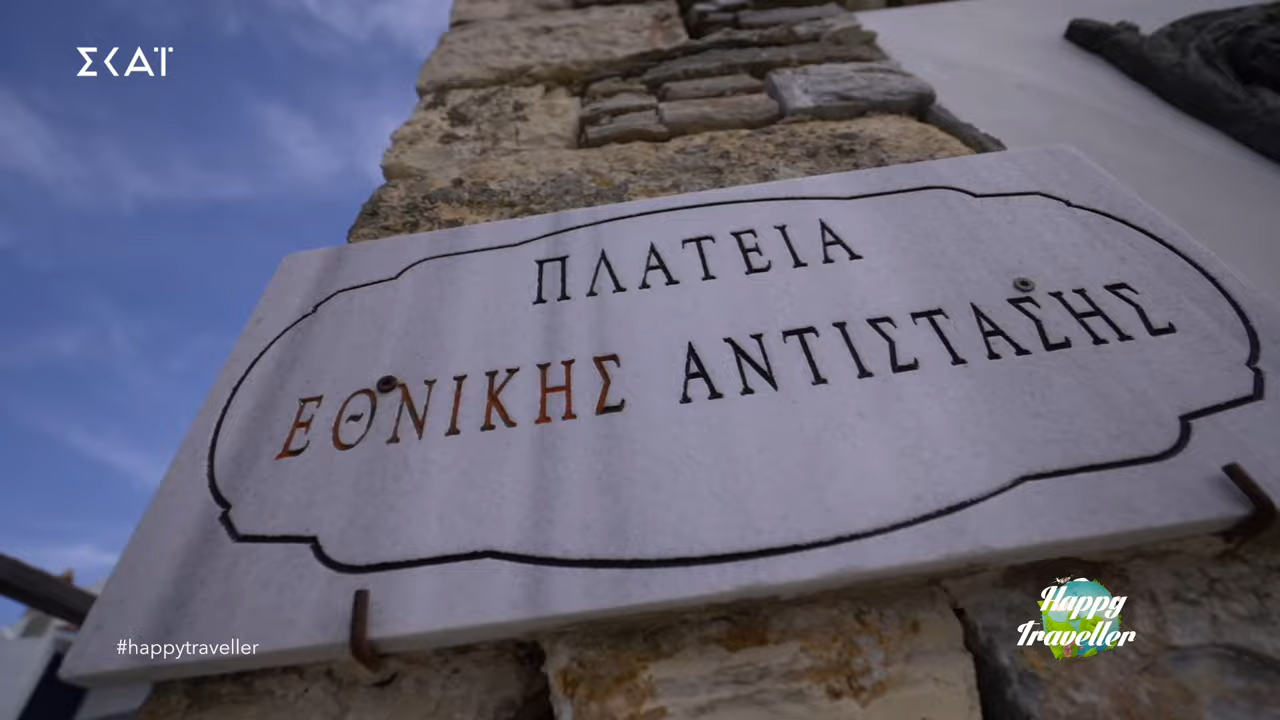 ΣΚΑΪ
ΠΛΑΤΕΙΑ
ΕΘΝΙΚΗΣ ΑΝΤΙΣΤΑΣΗΣ
#happytraveller
Happy
Traveller